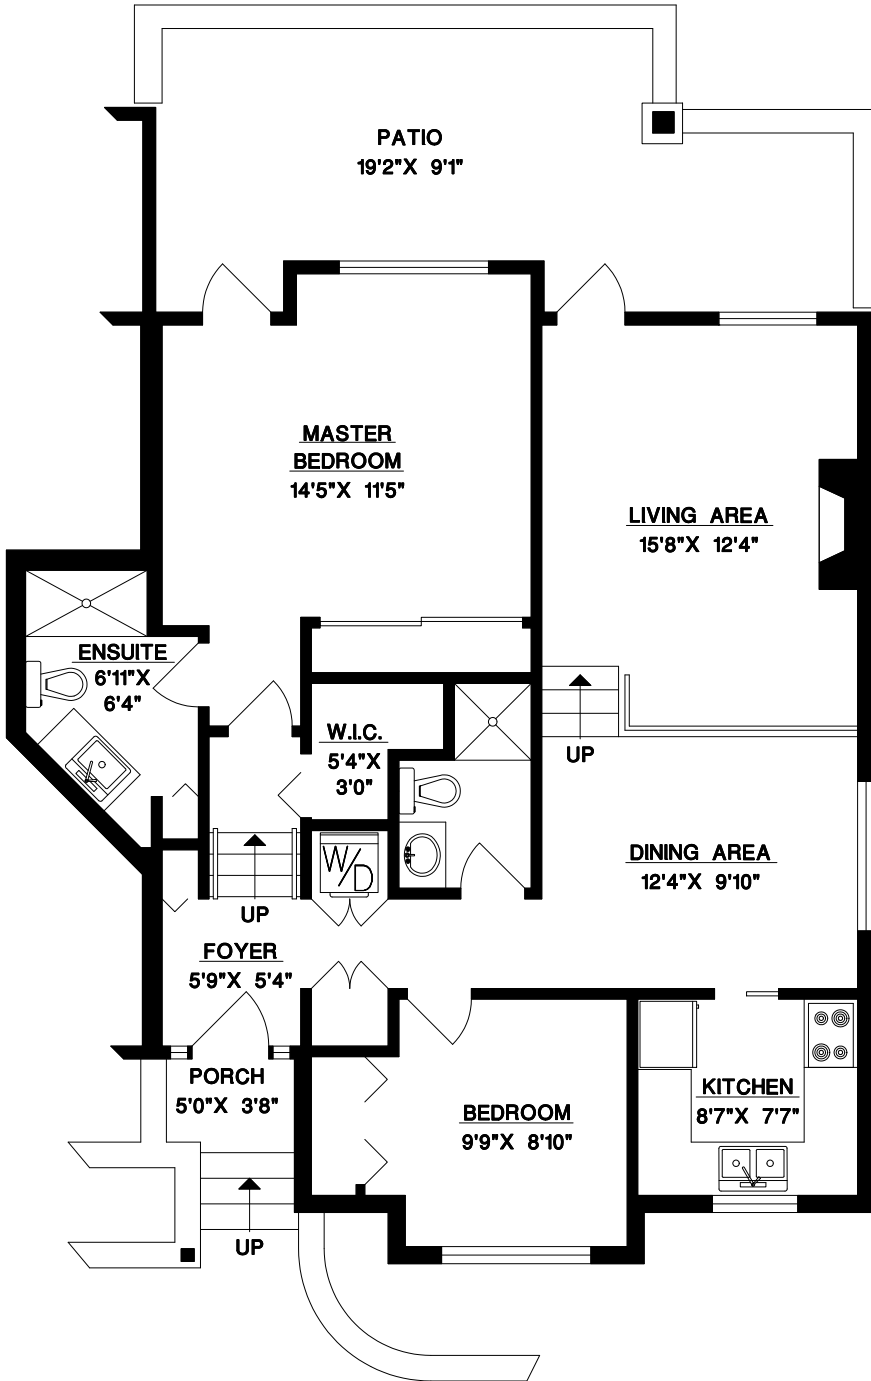 PATIO
19'2"X 9'1"
MASTER
BEDROOM
14'5"X 11'5"
LIVING AREA
15'8"X 12'4"
ENSUITE
6'11"X
6'4"
W.I.C.
5'4"X
3'0"
UP
DINING AREA
12'4"X 9'10"
W/D
UP
FOYER
5'9"X 5'4"
PORCH
5'0"X 3'8"
BEDROOM
9'9"X 8'10"
KITCHEN
8'7"X 7'7"
UP